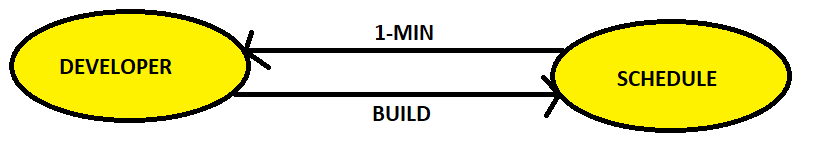 1-MIN
DEVELOPER
SCHEDULE
BUILD